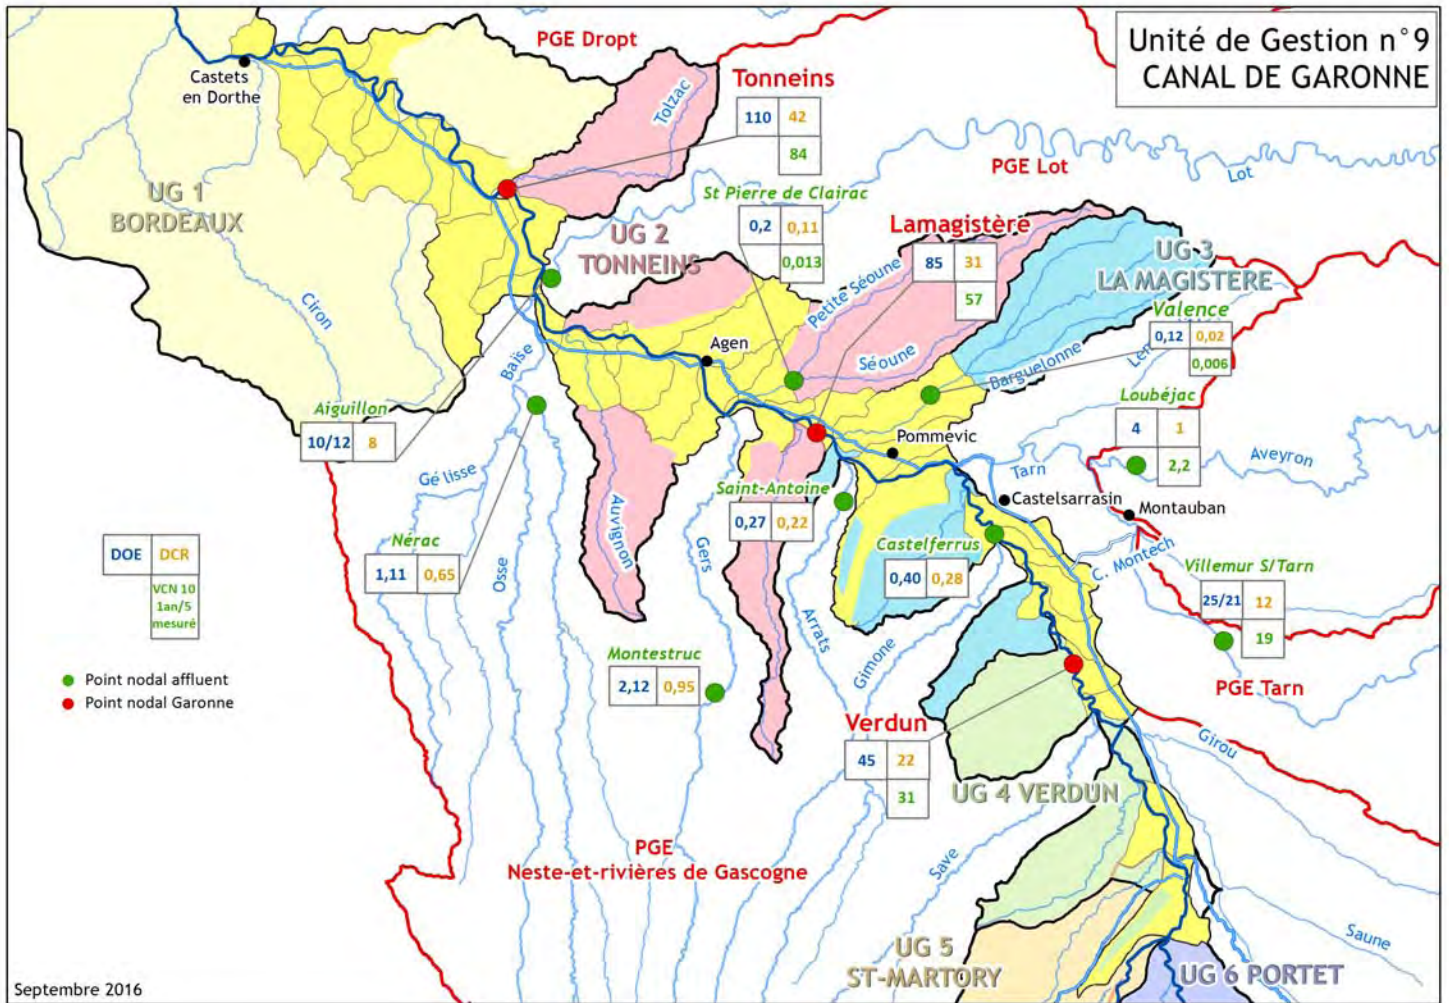 Unité de Gestion n°9
CANAL DE GARONNE
PGE Dropt
Castets
en Dorthe
Tonneins
110 42
84
Tolzac
PGE Lot
Lot
UG 1
BORDEAUX
St Pierre de Clairac
0,2 0,11
0,013
UG 2
TONNEINS
Lamagistère
85 31
57
UG 3
LA MAGISTERE
Petite Séoune
Valence
0,12 0,02
0,006
Ciron
Agen
Séoune
Barguelonne
Baïse
Aiguillon
10/12 8
Loubéjac
4 1
2,2
Pommevic
Aveyron
Tarn
Gélisse
Castelsarrasin
Montauban
Saint-Antoine
0,27 0,22
Auvignon
Gers
Castelferrus
0,40 0,28
Nérac
1,11 0,65
Osse
C. Montech
Villemur S/Tarn
25/21 12
19
DOE DCR
VCN 10
1an/5
mesuré
Arrats
Gimone
Montestruc
2,12 0,95
Point nodal affluent
Point nodal Garonne
PGE Tarn
Verdun
45 22
31
Girou
UG 4 VERDUN
PGE
Neste-et-rivières de Gascogne
Save
Saune
UG 5
ST-MARTORY
UG 6 PORTET
Septembre 2016